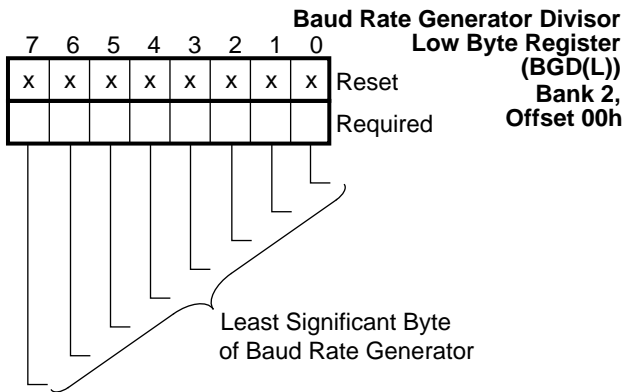 Baud Rate Generator Divisor
Low Byte Register
(BGD(L))
Bank 2,
Offset 00h
7 6 5 4 3 2 1 0
x x x x x x x x Reset
Required
Least Significant Byte
of Baud Rate Generator